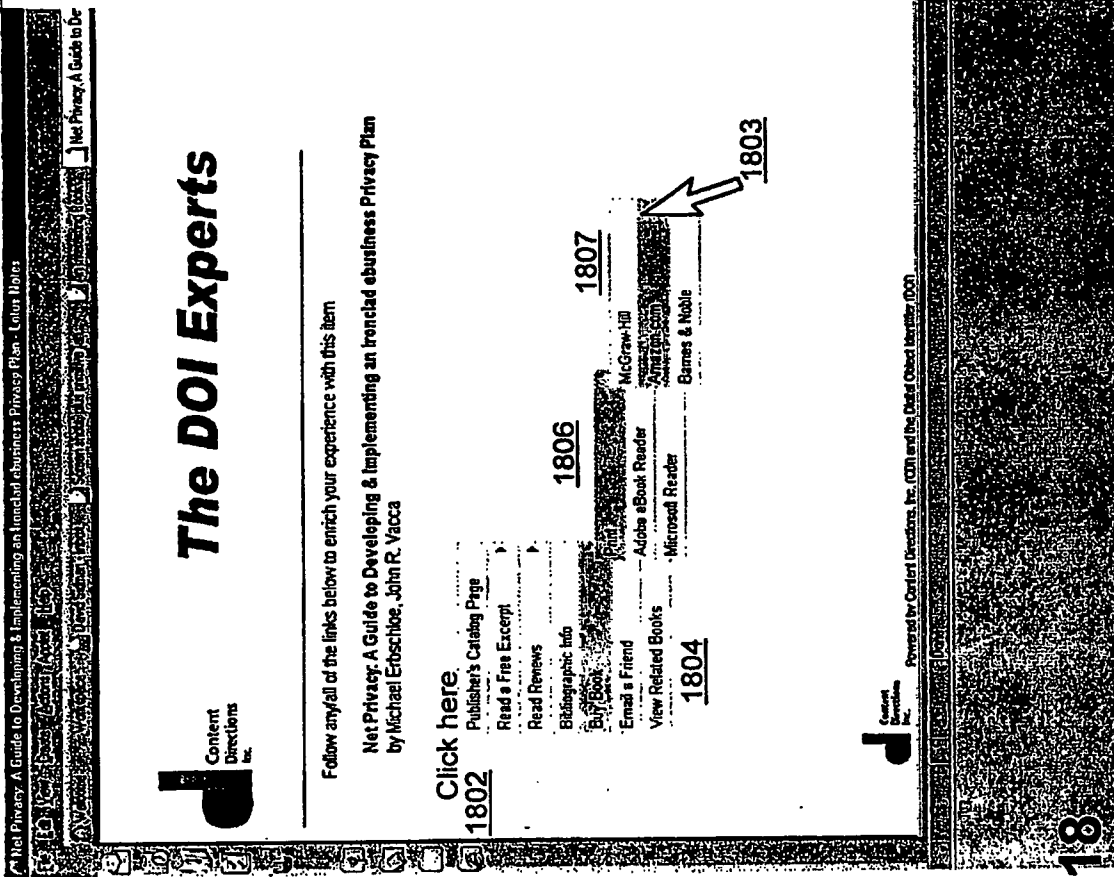 Net Privacy: A Guide to Developing & Implementing an Ironclad ebusiness Privacy Plan - Lotus Notes
Net Privacy, A Guide to De
Content
Directions
Inc.
The DOI Experts
Follow any/all of the links below to enrich your experience with this item
Net Privacy: A Guide to Developing & Implementing an Ironclad ebusiness Privacy Plan
by Michael Erbschloe, John R. Vacca
Click here
1802
Publisher's Catalog Page
Read a Free Excerpt
Read Reviews
Bibliographic Info
Buy Book
Email a Friend
View Related Books
1804
1806
Adobe eBook Reader
Microsoft Reader
1807
McGraw-Hill
Amazon.com
Barnes & Noble
1803
Content
Directions
Inc.
Powered by Content Directions, Inc. (CDI) and the Digital Object Identifier (DOI)
18